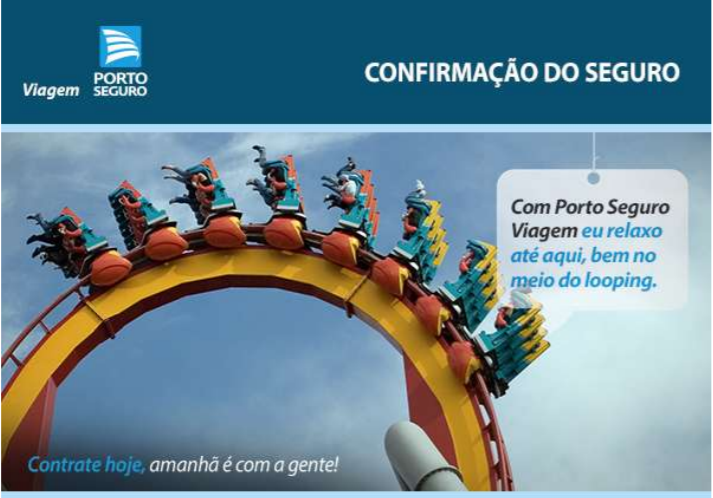 Viagem PORTO SEGURO
CONFIRMAÇÃO DO SEGURO
Com Porto Seguro
Viagem eu relaxo
até aqui, bem no
meio do looping.
Contrate hoje, amanhã é com a gente!